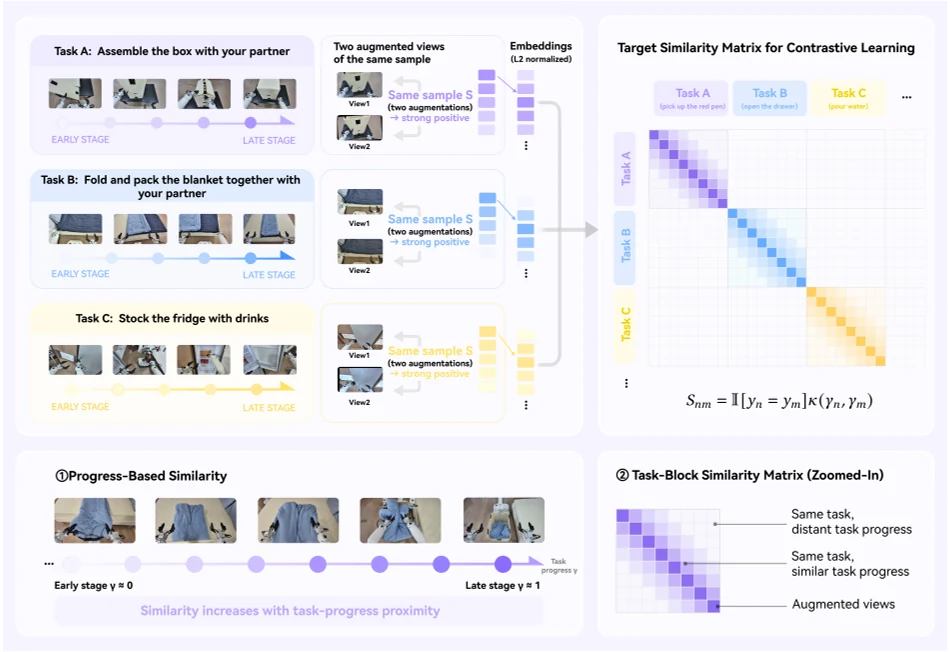 Task A: Assemble the box with your partner
EARLY STAGE
LATE STAGE
Two augmented views
of the same sample
View1
View2
Same sample S
(two augmentations)
→ strong positive
Embeddings
(L2 normalized)
⋮
Task B: Fold and pack the blanket together with
your partner
EARLY STAGE
LATE STAGE
View1
View2
Same sample S
(two augmentations)
→ strong positive
⋮
Task C: Stock the fridge with drinks
EARLY STAGE
LATE STAGE
View1
View2
Same sample S
(two augmentations)
→ strong positive
⋮
Target Similarity Matrix for Contrastive Learning
Task A
(pick up the red pen)
Task B
(open the drawer)
Task C
(pour water)
...
Task A
Task B
Task C
⋮
S_{nm} = 𝕀[y_n = y_m]κ(γ_n, γ_m)
①Progress-Based Similarity
...
Task
progress γ
Early stage γ ≈ 0
Late stage γ ≈ 1
Similarity increases with task-progress proximity
② Task-Block Similarity Matrix (Zoomed-In)
Same task,
distant task progress
Same task,
similar task progress
Augmented views